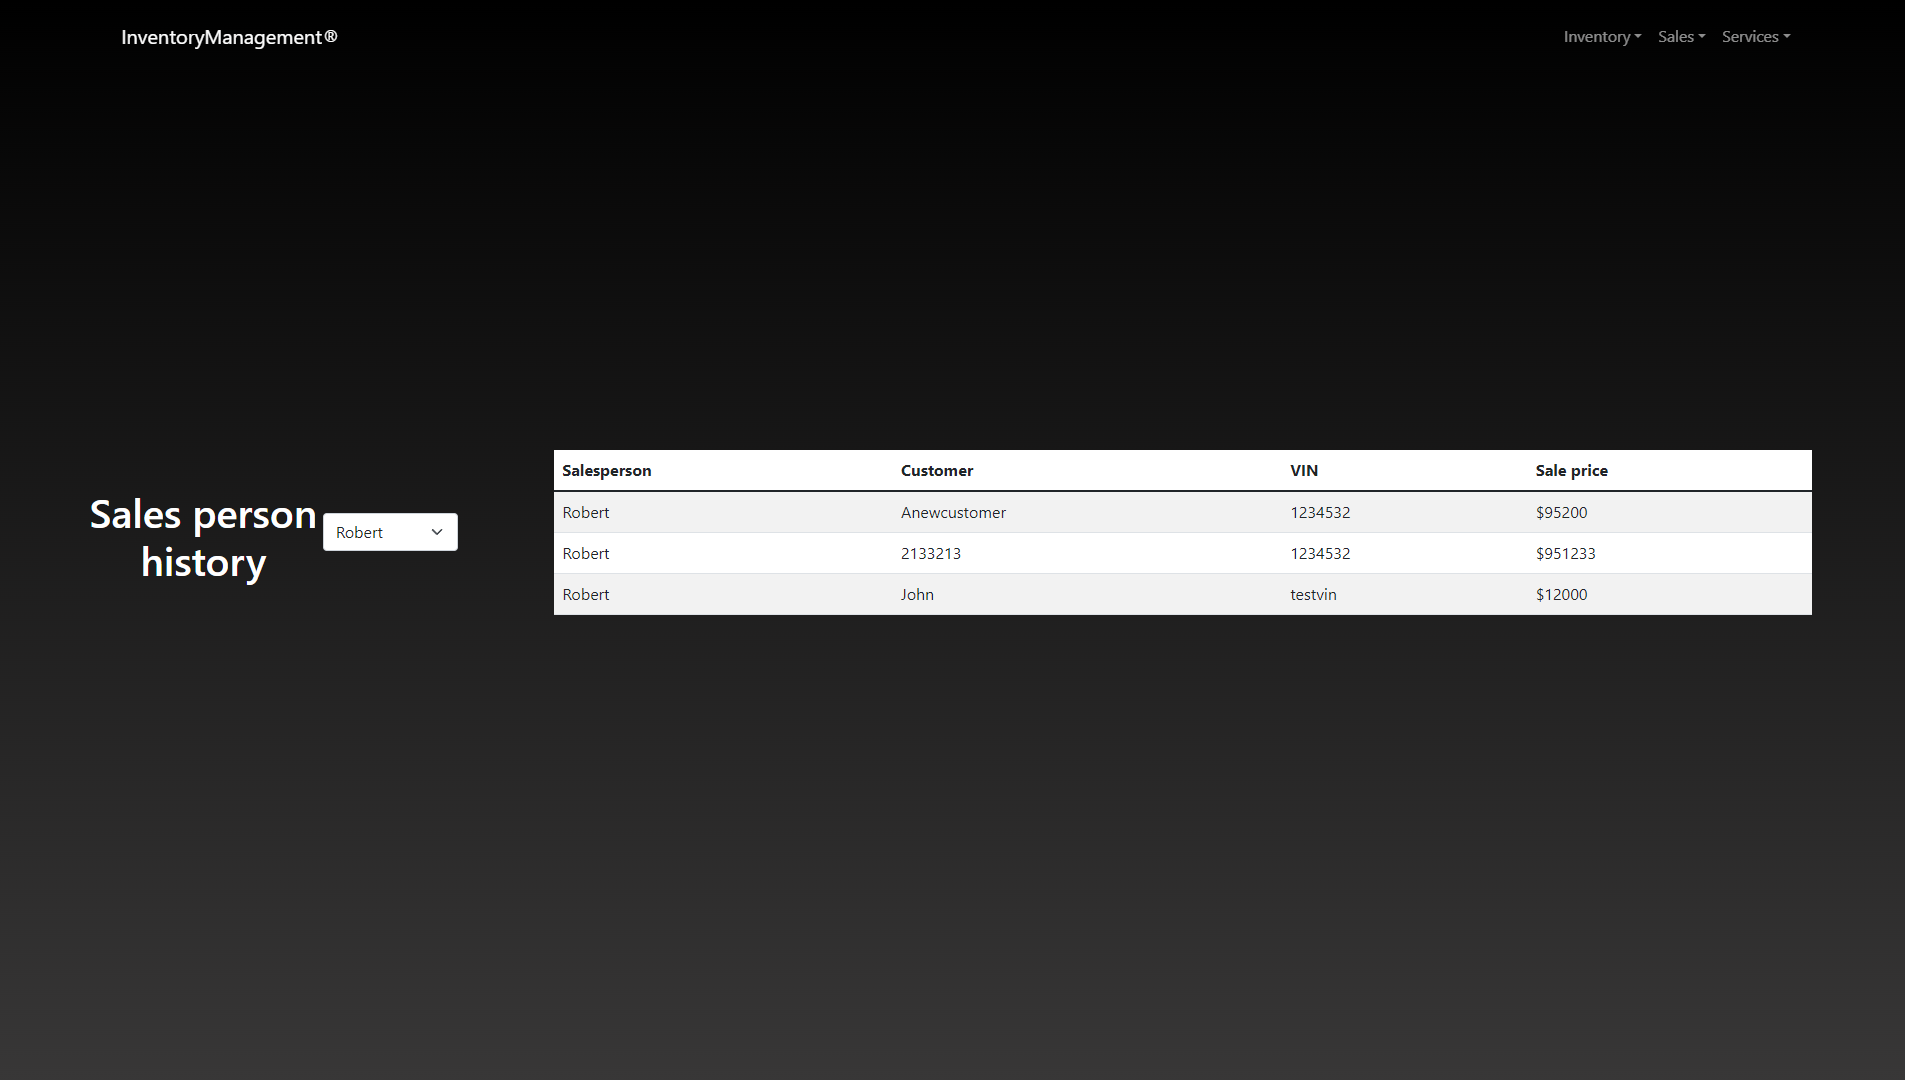 InventoryManagement®
Inventory Sales Services
Sales person
history
Robert
Salesperson Customer VIN Sale price
Robert Anewcustomer 1234532 $95200
Robert 2133213 1234532 $951233
Robert John testvin $12000